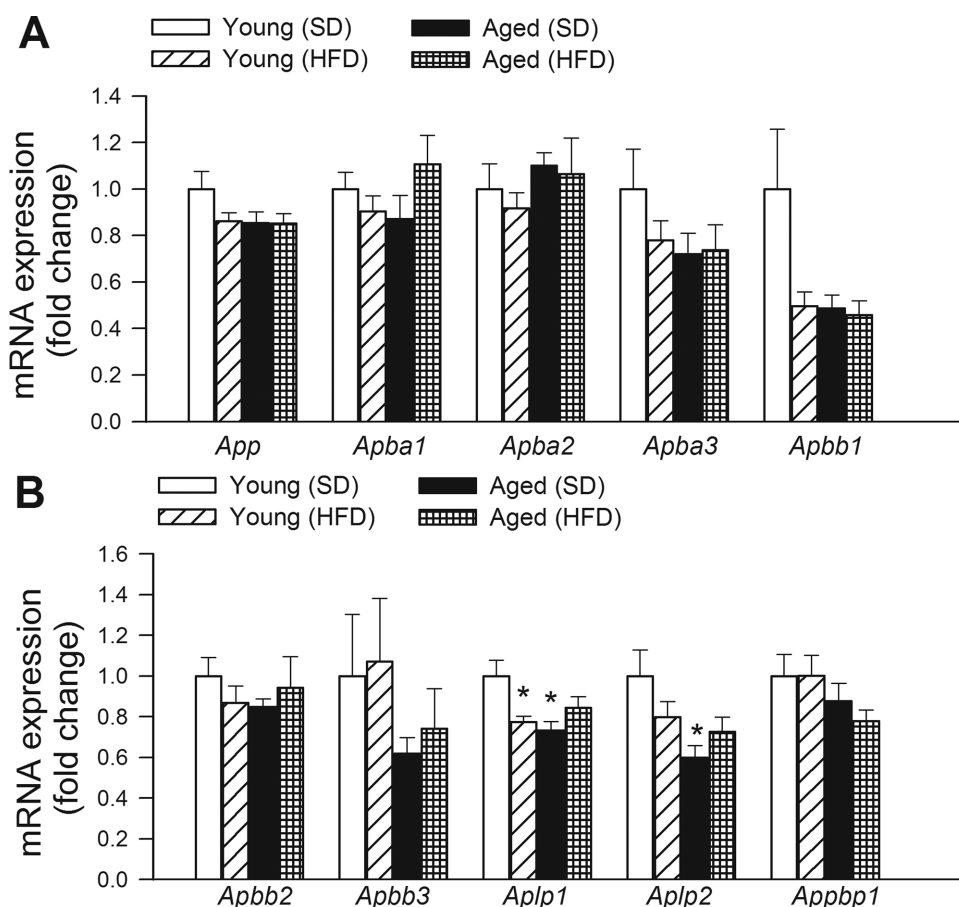 A
Young (SD) Aged (SD)
Young (HFD) Aged (HFD)
mRNA expression
(fold change)
1.4
1.2
1.0
0.8
0.6
0.4
0.2
0.0
App Apba1 Apba2 Apba3 Apbb1
B
Young (SD) Aged (SD)
Young (HFD) Aged (HFD)
mRNA expression
(fold change)
1.6
1.4
1.2
1.0
0.8
0.6
0.4
0.2
0.0
* * *
Apbb2 Apbb3 Aplp1 Aplp2 Appbp1